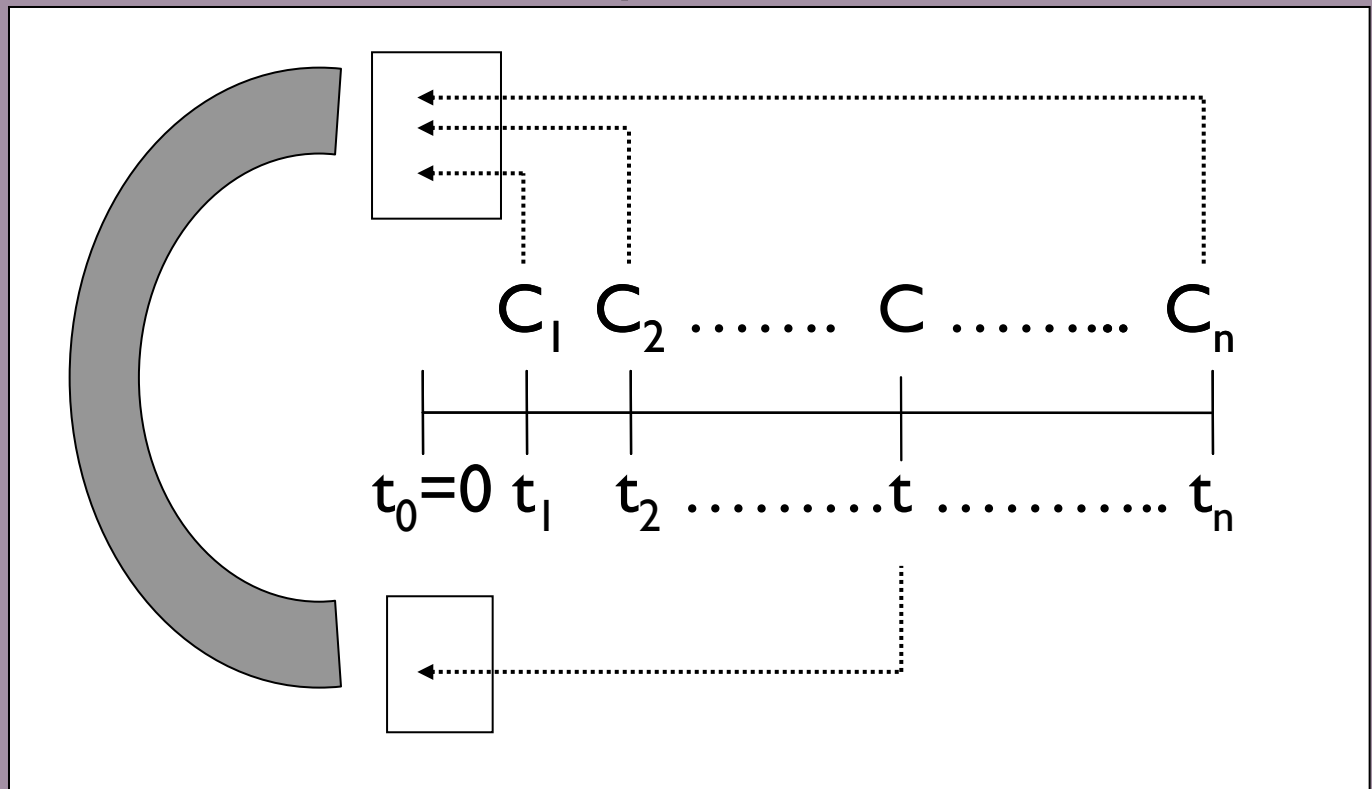 C₁ C₂ ....... C ......... Cₙ
t₀=0 t₁ t₂ .........t ........... tₙ